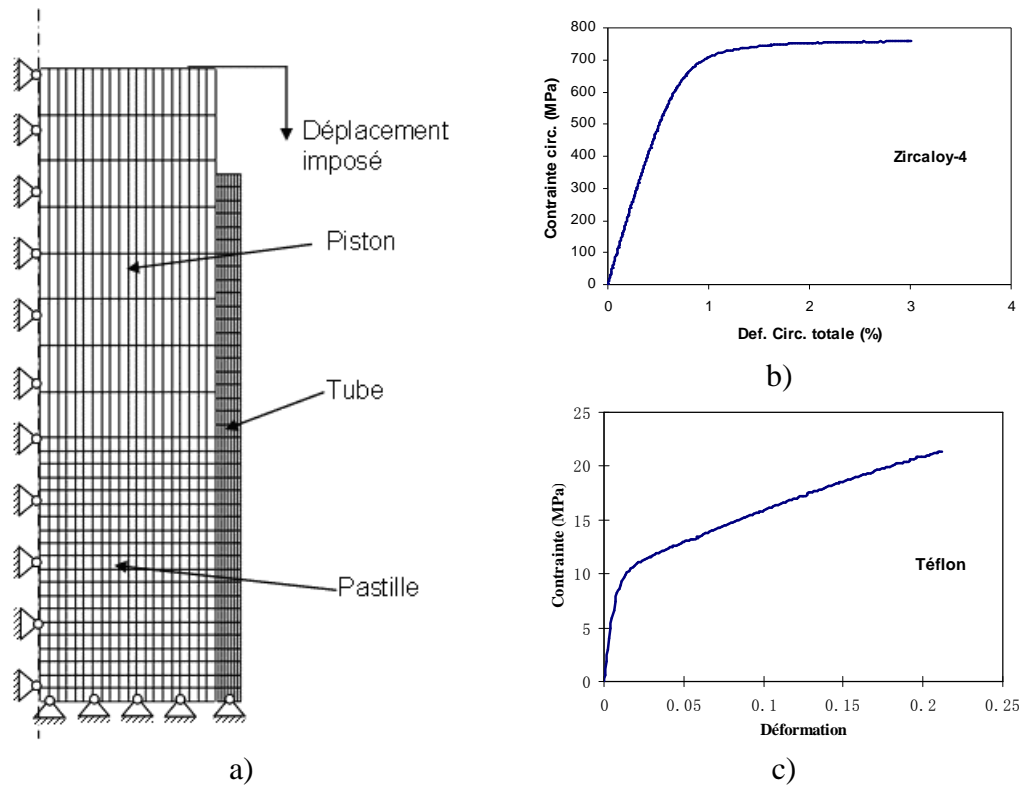 Déplacement
imposé
Piston
Tube
Pastille
a)
800
700
600
500
400
300
200
100
0
0
1
2
3
4
Contrainte circ. (MPa)
Def. Circ. totale (%)
Zircaloy-4
b)
25
20
15
10
5
0
0
0.05
0.1
0.15
0.2
0.25
Contrainte (MPa)
Déformation
Téflon
c)